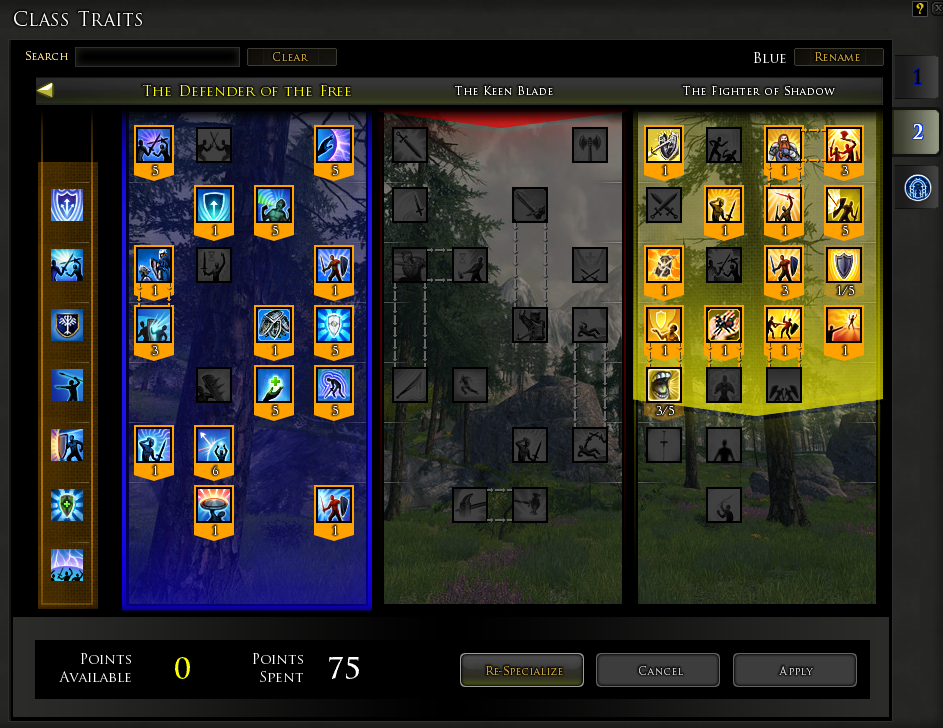 Class Traits
?
Search
Clear
Blue
Rename
The Defender of the Free
The Keen Blade
The Fighter of Shadow
1
2
5 5 1 1 3
1 5 1 1 5
1 1 1 3 1/5
3 1 5 1 1 1 1
5 5 3/5
1 6
1 1
Points Available
0
Points Spent
75
Re-Specialize
Cancel
Apply